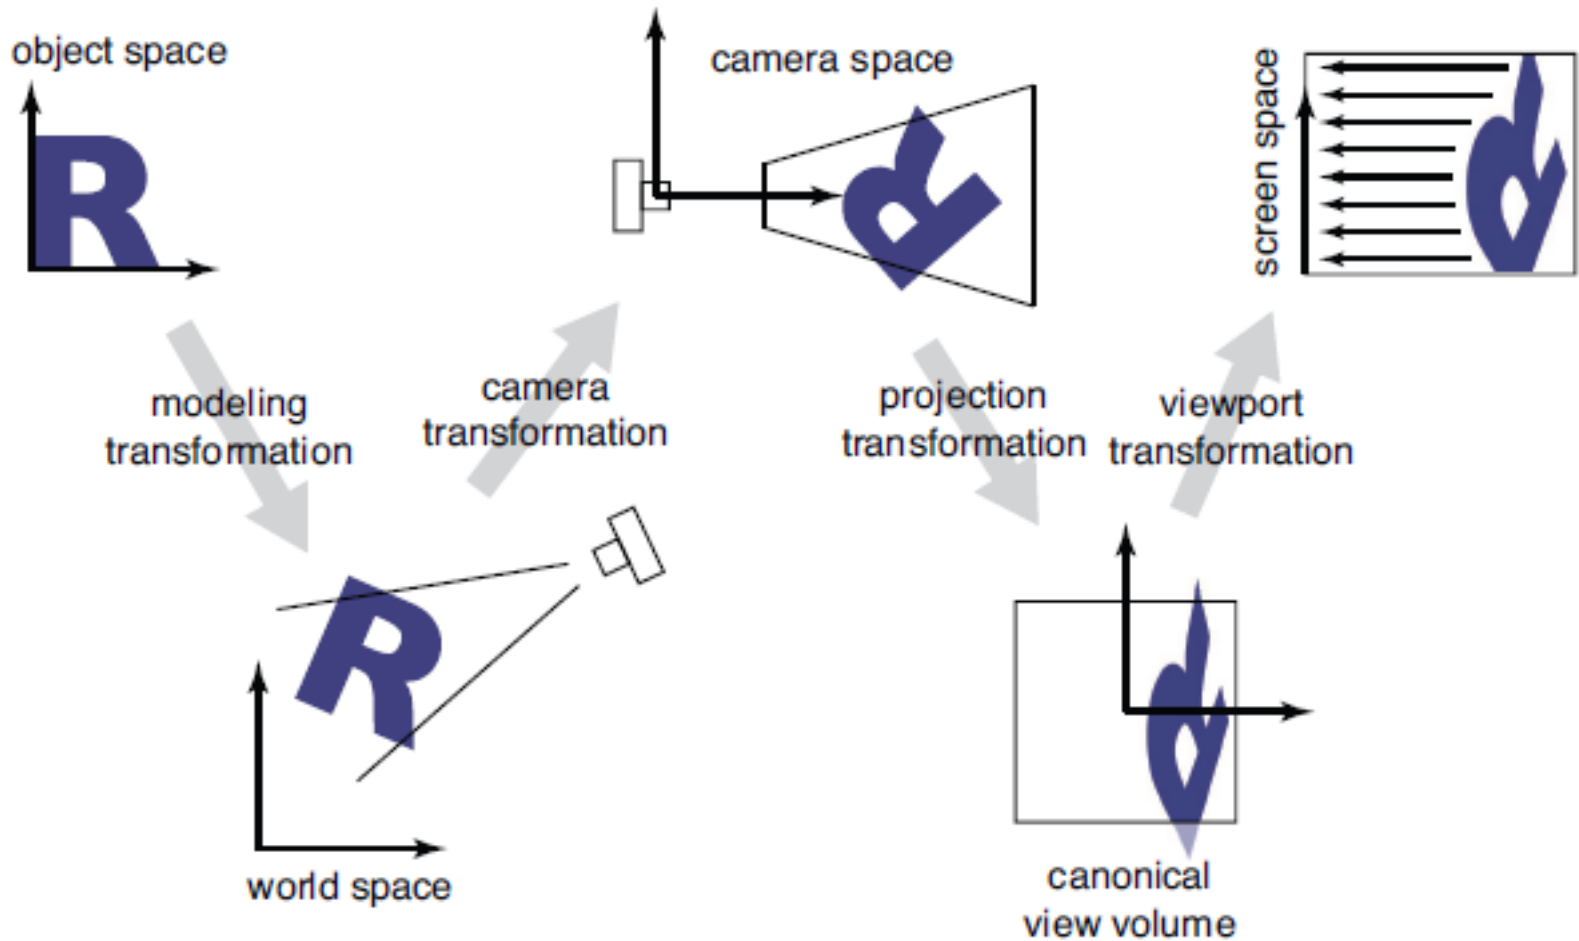 object space
modeling
transformation
world space
camera
transformation
camera space
projection
transformation
canonical
view volume
viewport
transformation
screen space